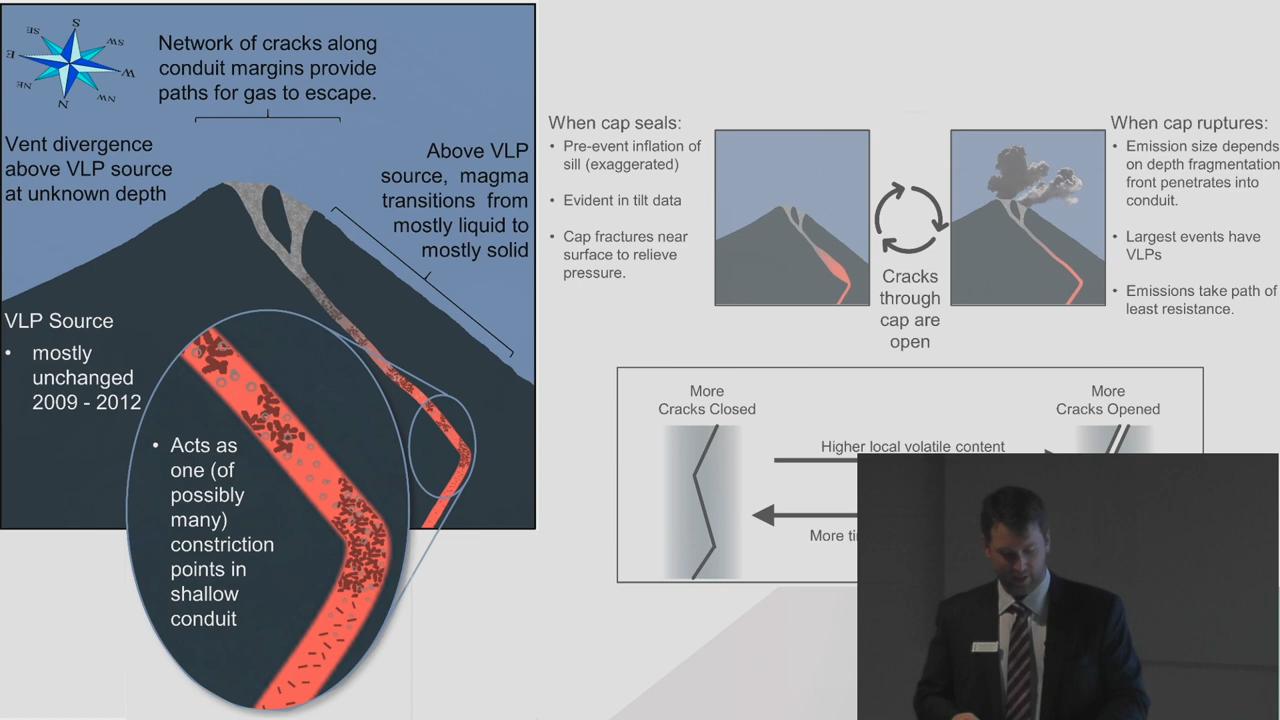 S
SE
SW
E
W
NE
NW
N
Network of cracks along
conduit margins provide
paths for gas to escape.
Vent divergence
above VLP source
at unknown depth
Above VLP
source, magma
transitions from
mostly liquid to
mostly solid
VLP Source
• mostly
unchanged
2009 - 2012
• Acts as
one (of
possibly
many)
constriction
points in
shallow
conduit
When cap seals:
• Pre-event inflation of
sill (exaggerated)
• Evident in tilt data
• Cap fractures near
surface to relieve
pressure.
Cracks
through
cap are
open
When cap ruptures:
• Emission size depends
on depth fragmentation
front penetrates into
conduit.
• Largest events have
VLPs
• Emissions take path of
least resistance.
More
Cracks Closed
More
Cracks Opened
Higher local volatile content
More